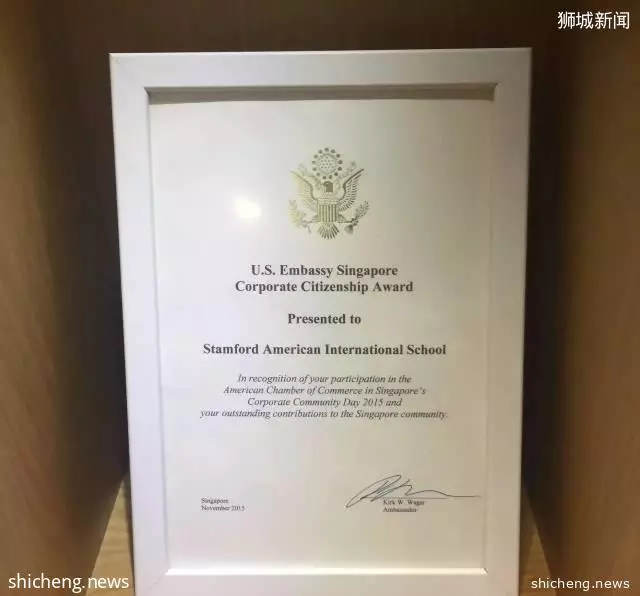 狮城新闻
U.S. Embassy Singapore
Corporate Citizenship Award
Presented to
Stamford American International School
In recognition of your participation in the
American Chamber of Commerce in Singapore's
Corporate Community Day 2015 and
your outstanding contributions to the Singapore community.
Singapore
November 2015
Kirk W. Wagar
Ambassador
shicheng.news
shicheng.news